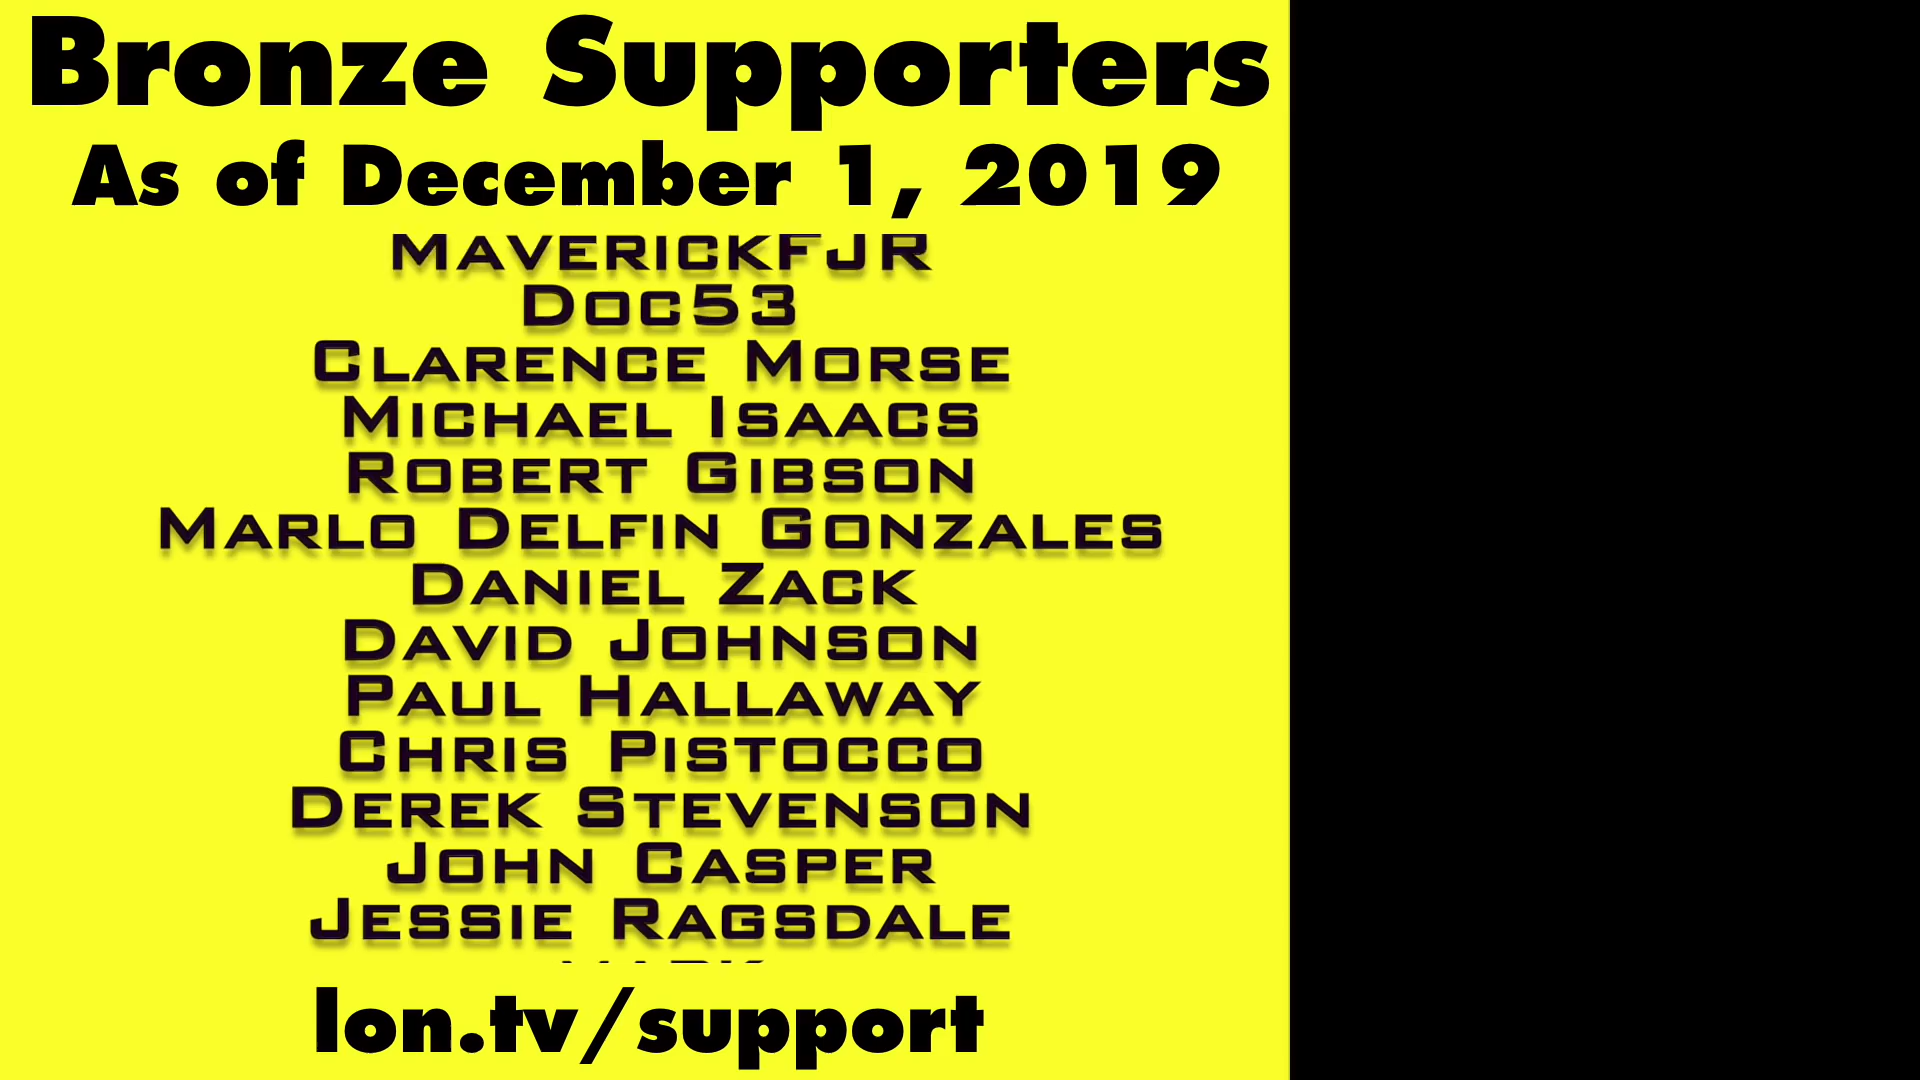 Bronze Supporters
As of December 1, 2019
MaverickFJR
Doc53
Clarence Morse
Michael Isaacs
Robert Gibson
Marlo Delfin Gonzales
Daniel Zack
David Johnson
Paul Hallaway
Chris Pistocco
Derek Stevenson
John Casper
Jessie Ragsdale
lon.tv/support